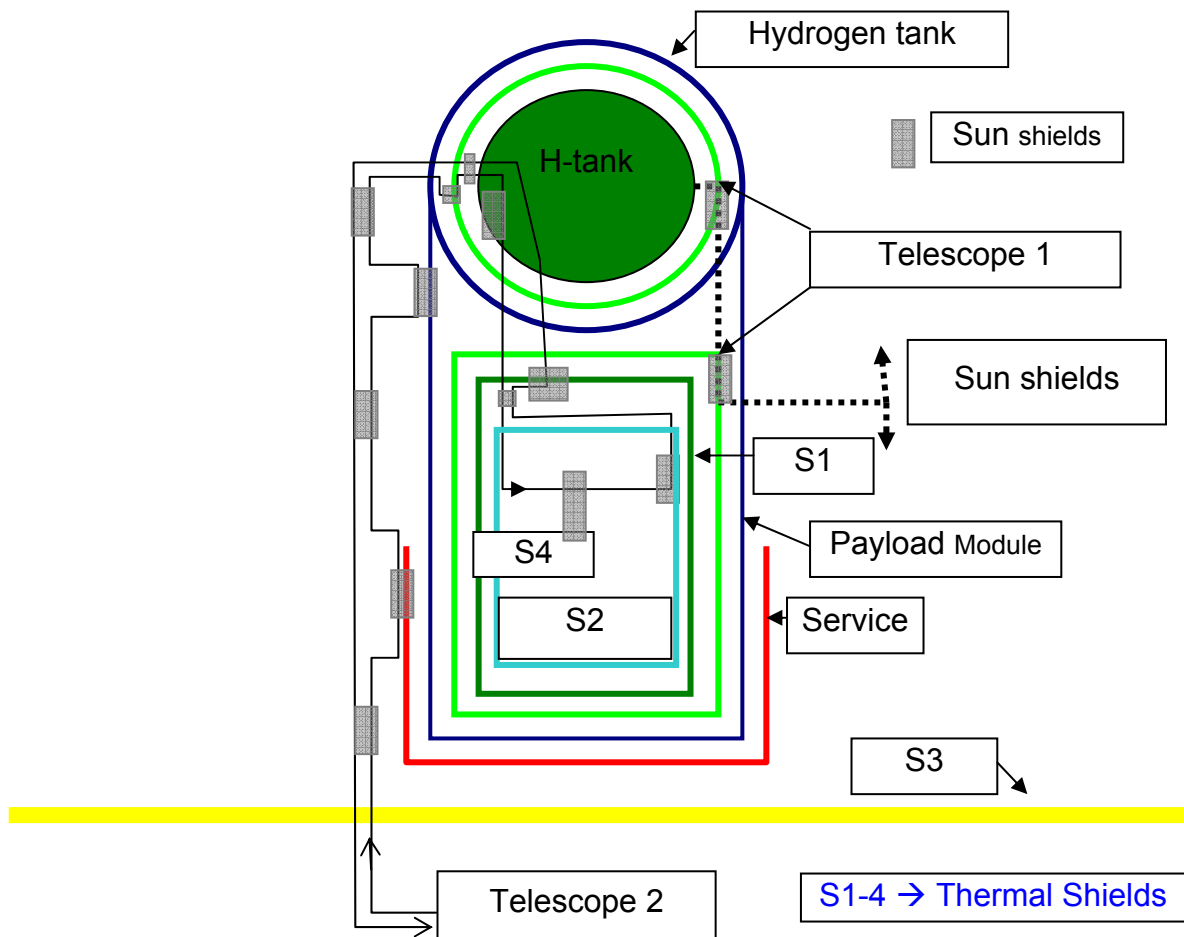 Hydrogen tank
Sun shields
H-tank
Telescope 1
Sun shields
S1
Payload Module
S4
S2
Service
S3
Telescope 2
S1-4 → Thermal Shields